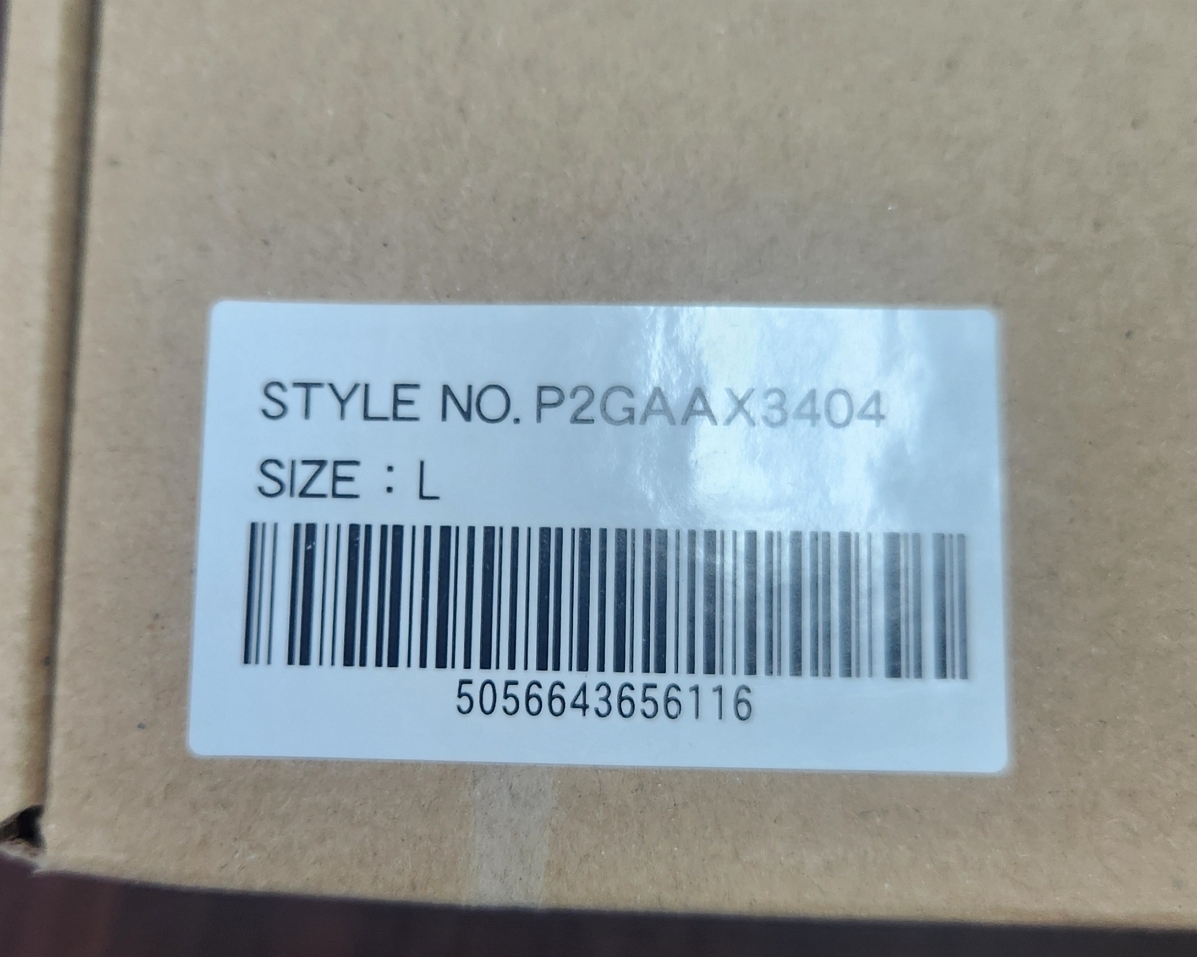 STYLE NO. P2GAAX3404
SIZE : L
5056643656116